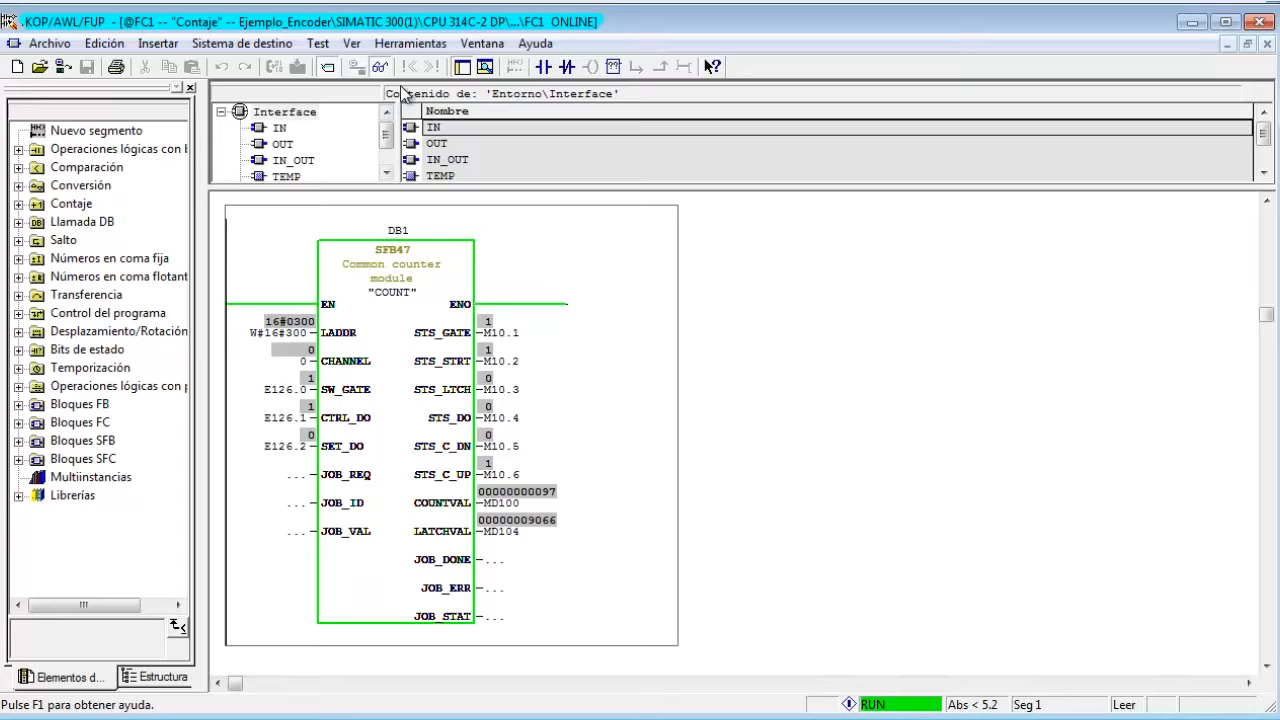 .KOP/AWL/FUP - [@FC1 -- "Contaje" -- Ejemplo_Encoder\SIMATIC 300(1)\CPU 314C-2 DP\...\FC1 ONLINE]
Archivo Edición Insertar Sistema de destino Test Ver Herramientas Ventana Ayuda
Contenido de: 'Entorno\Interface'
Interface
IN
OUT
IN_OUT
TEMP
Nombre
IN
OUT
IN_OUT
TEMP
Nuevo segmento
Operaciones lógicas con
Comparación
Conversión
Contaje
Llamada DB
Salto
Números en coma fija
Números en coma flotant
Transferencia
Control del programa
Desplazamiento/Rotación
Bits de estado
Temporización
Operaciones lógicas con
Bloques FB
Bloques FC
Bloques SFB
Bloques SFC
Multiinstancias
Librerías
Elementos d...
Estructura
DB1
SFB47
Common counter
module
"COUNT"
EN ENO
16#0300 1
W#16#300 LADDR STS_GATE M10.1
0 1
0 CHANNEL STS_STRT M10.2
1 0
E126.0 SW_GATE STS_LTCH M10.3
1 0
E126.1 CTRL_DO STS_DO M10.4
0 0
E126.2 SET_DO STS_C_DN M10.5
1
... JOB_REQ STS_C_UP M10.6
00000000097
... JOB_ID COUNTVAL MD100
00000009066
... JOB_VAL LATCHVAL MD104
JOB_DONE ...
JOB_ERR ...
JOB_STAT ...
Pulse F1 para obtener ayuda.
RUN Abs < 5.2 Seg 1 Leer